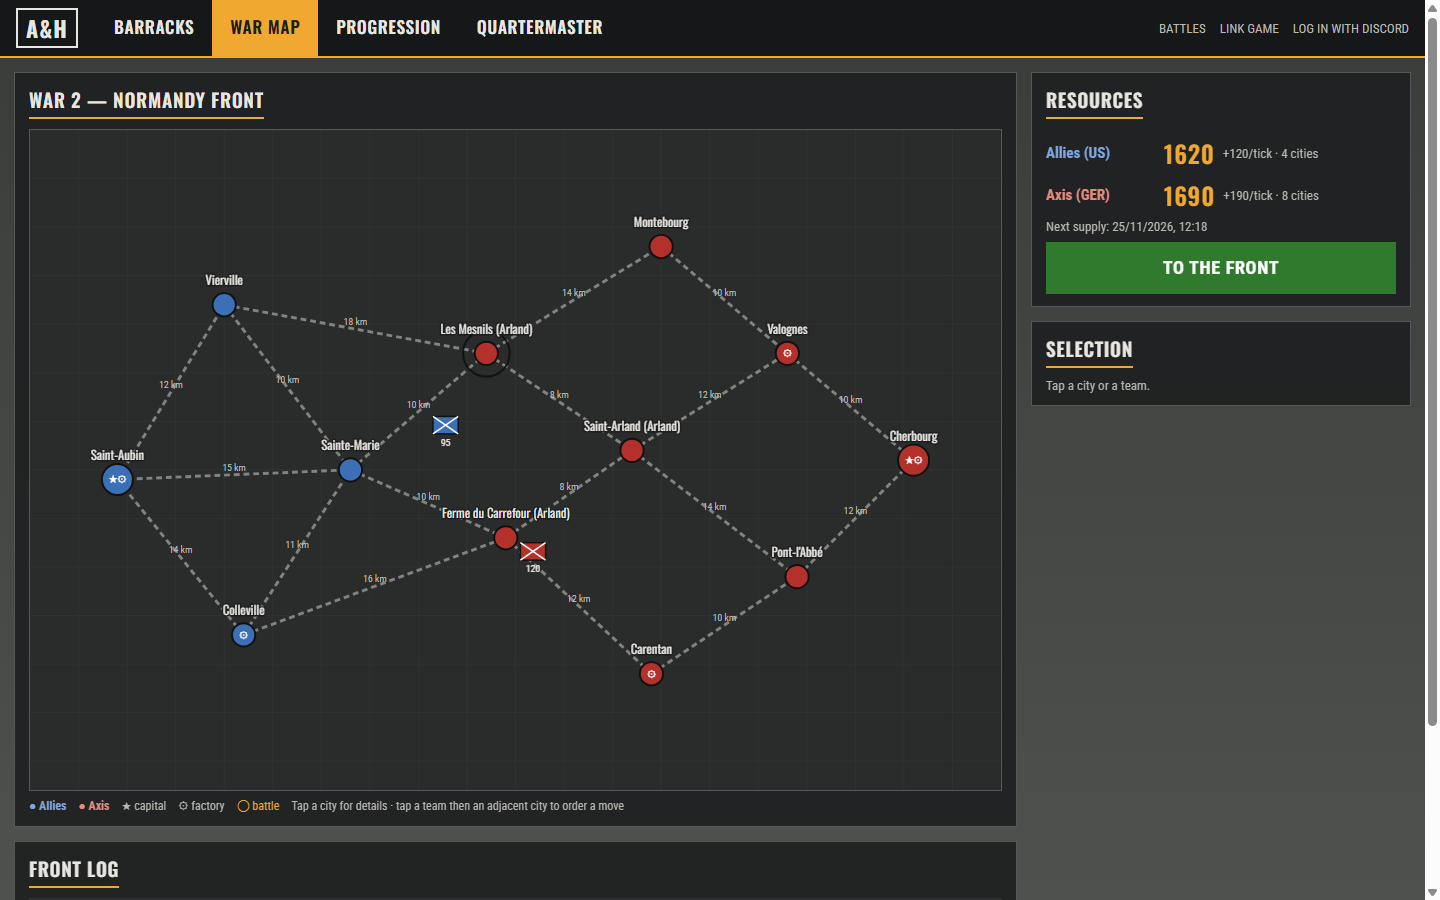 A&H BARRACKS WAR MAP PROGRESSION QUARTERMASTER BATTLES LINK GAME LOG IN WITH DISCORD
WAR 2 — NORMANDY FRONT
Montebourg
Vierville
14 km
10 km
18 km
Les Mesnils (Arland)
Valognes
12 km
10 km
8 km
12 km
10 km
10 km
95
Saint-Arland (Arland)
Cherbourg
Saint-Aubin
Sainte-Marie
15 km
10 km
8 km
14 km
12 km
Ferme du Carrefour (Arland)
14 km
11 km
120
Pont-l'Abbé
16 km
12 km
10 km
Colleville
Carentan
● Allies ● Axis ★ capital ⚙ factory ◯ battle Tap a city for details · tap a team then an adjacent city to order a move
FRONT LOG
RESOURCES
Allies (US) 1620 +120/tick · 4 cities
Axis (GER) 1690 +190/tick · 8 cities
Next supply: 25/11/2026, 12:18
TO THE FRONT
SELECTION
Tap a city or a team.